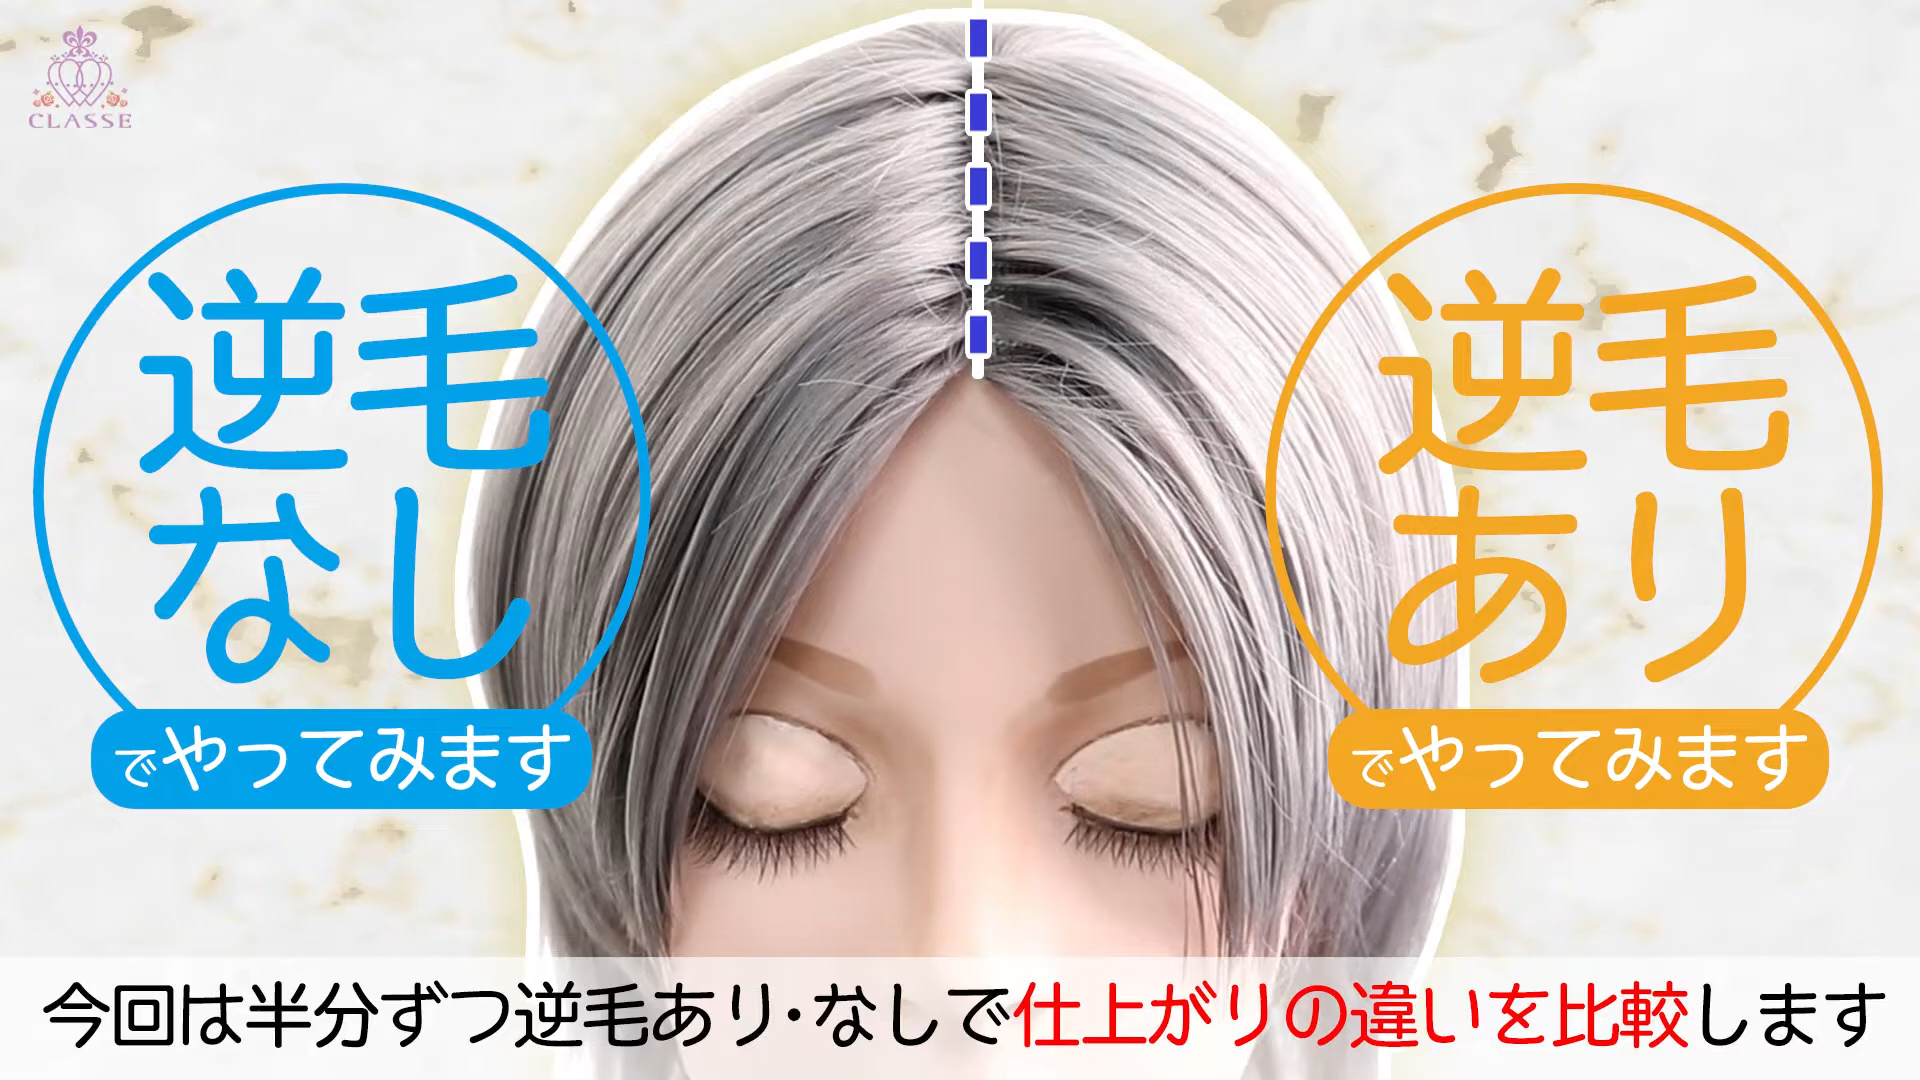 CLASSE
逆毛
なし
でやってみます
逆毛
あり
でやってみます
今回は半分ずつ逆毛あり・なしで仕上がりの違いを比較します